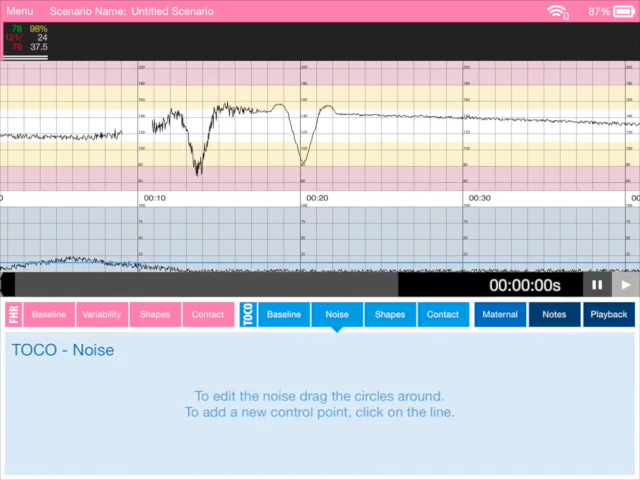 Menu Scenario Name: Untitled Scenario 0 87%
78 98%
121/ 24
79 37.5
00:10 00:20 00:30
00:00:00s
FHR Baseline Variability Shapes Contact TOCO Baseline Noise Shapes Contact Maternal Notes Playback
TOCO - Noise
To edit the noise drag the circles around.
To add a new control point, click on the line.